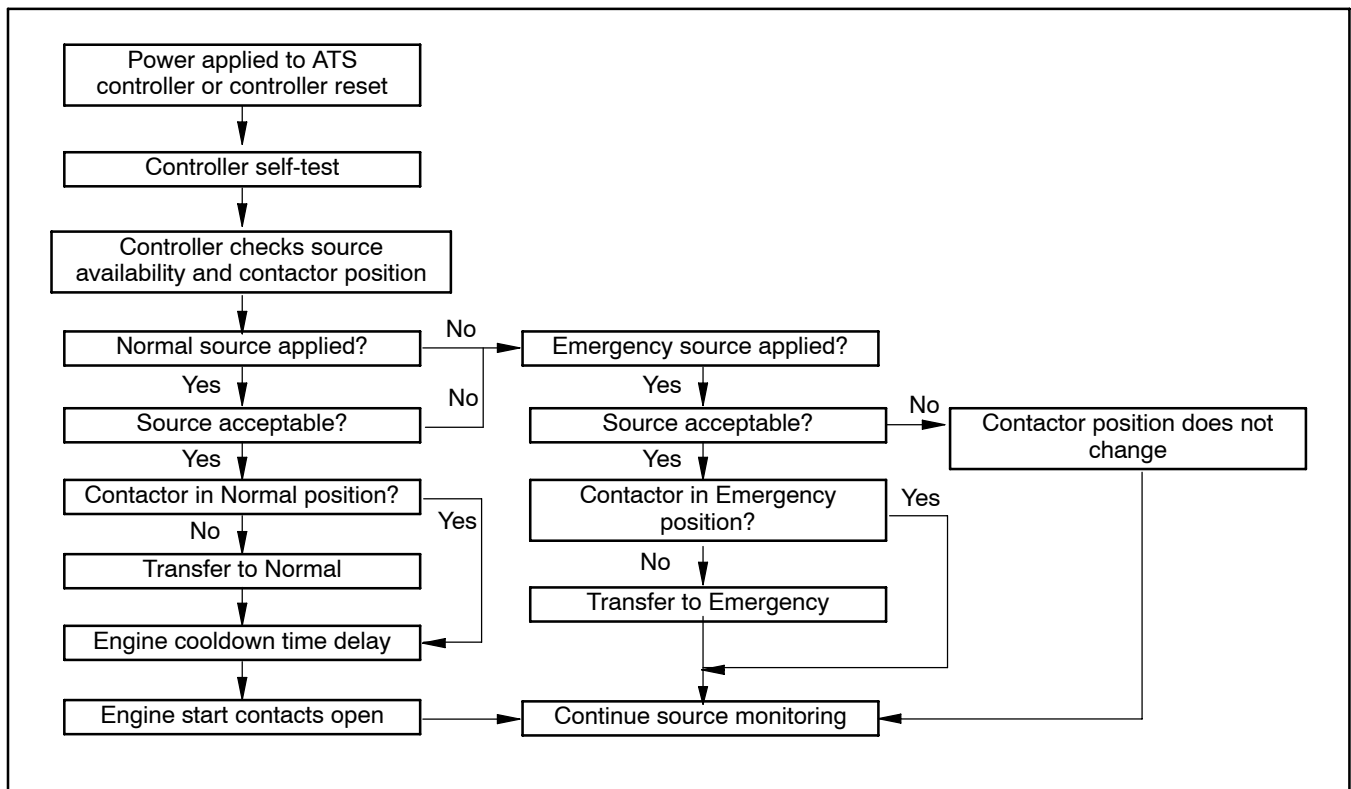 Power applied to ATS
controller or controller reset
Controller self-test
Controller checks source
availability and contactor position
Normal source applied?
No
Emergency source applied?
Yes
No
Yes
Source acceptable?
Source acceptable?
No
Contactor position does not
change
Yes
Yes
Contactor in Normal position?
Yes
Contactor in Emergency
position?
Yes
No
No
Transfer to Normal
Transfer to Emergency
Engine cooldown time delay
Engine start contacts open
Continue source monitoring